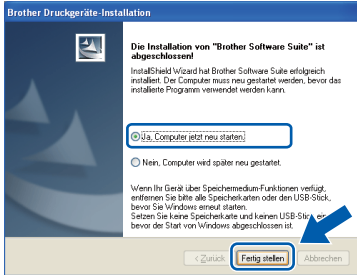 Brother Druckgeräte-Installation
Die Installation von "Brother Software Suite" ist
abgeschlossen!
InstallShield Wizard hat Brother Software Suite erfolgreich
installiert. Der Computer muss neu gestartet werden, bevor das
installierte Programm verwendet werden kann.
Ja, Computer jetzt neu starten.
Nein, Computer wird später neu gestartet.
Wenn Ihr Gerät über Speichermedium-Funktionen verfügt,
entfernen Sie bitte alle Speicherkarten oder den USB-Stick,
bevor Sie Windows erneut starten.
Setzen Sie keine Speicherkarte und keinen USB-Stick ein,
bevor der Start von Windows abgeschlossen ist.
< Zurück
Fertig stellen
Abbrechen